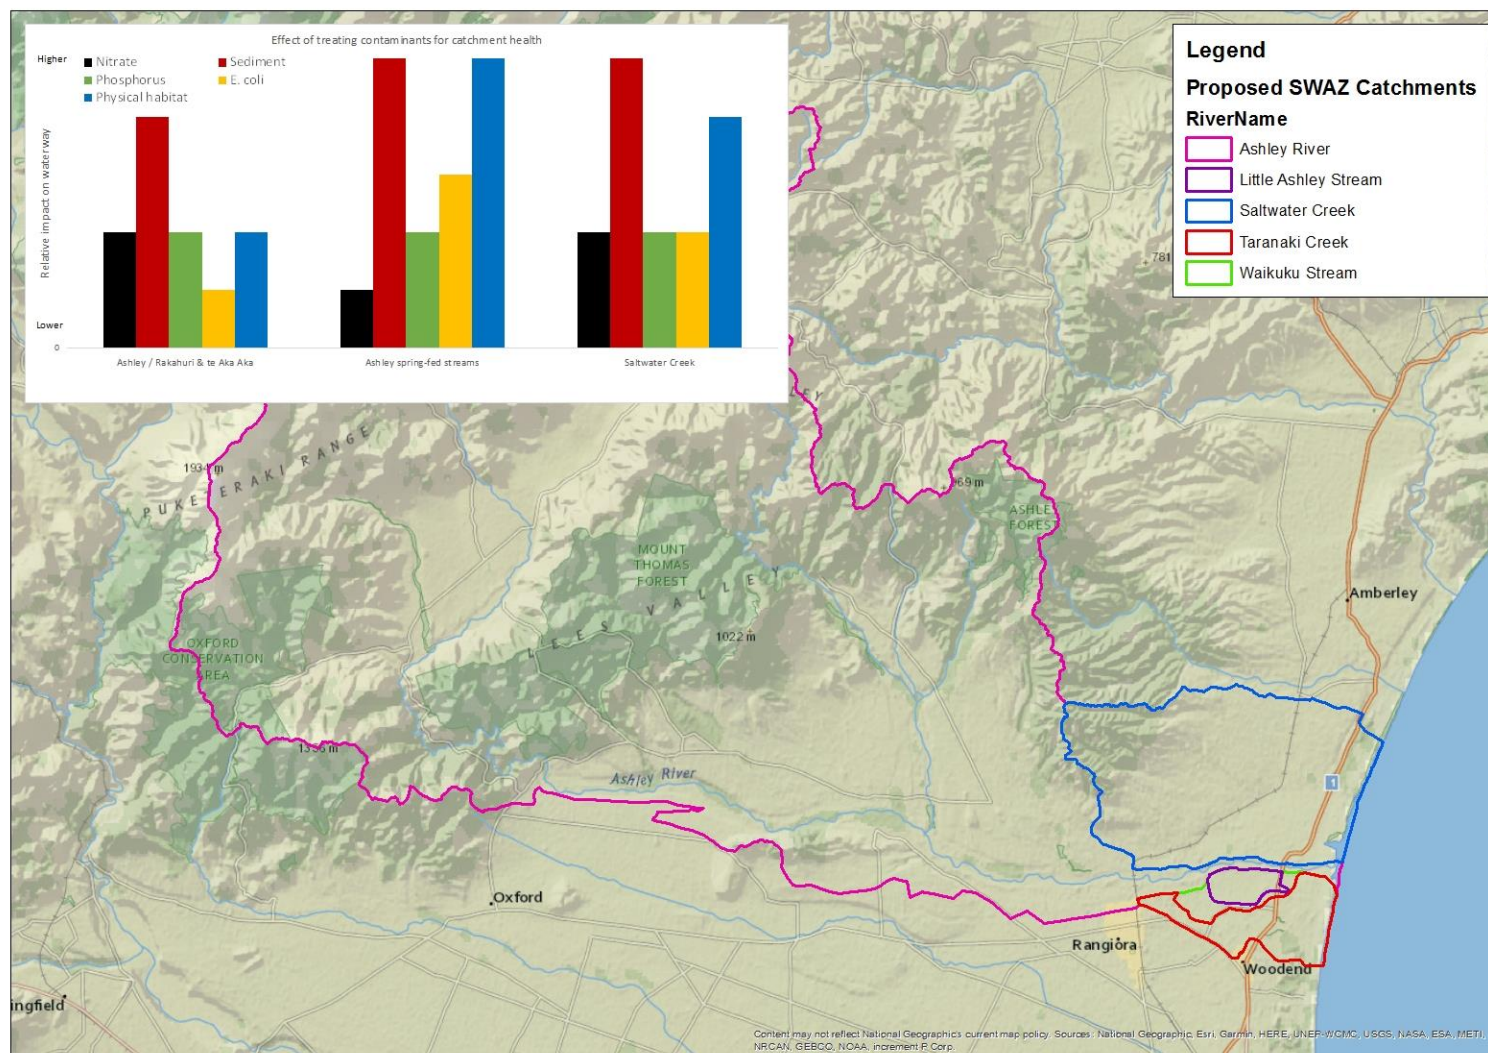 Effect of treating contaminants for catchment health
Higher
Nitrate
Sediment
Phosphorus
E. coli
Physical habitat
Relative impact on waterway
Lower
0
Ashley / Rakahuri & te Aka Aka
Ashley spring-fed streams
Saltwater Creek
Legend
Proposed SWAZ Catchments
RiverName
Ashley River
Little Ashley Stream
Saltwater Creek
Taranaki Creek
Waikuku Stream
781
1934 m
PUKETERAKI RANGE
ASHLEY
FOREST
MOUNT
THOMAS
FOREST
LEES VALLEY
1022 m
OXFORD
CONSERVATION
AREA
Amberley
Ashley River
1
Oxford
Rangiora
Woodend
ingfield
Content may not reflect National Geographic's current map policy. Sources: National Geographic, Esri, Garmin, HERE, UNEP-WCMC, USGS, NASA, ESA, METI,
NRCAN, GEBCO, NOAA, increment P Corp.